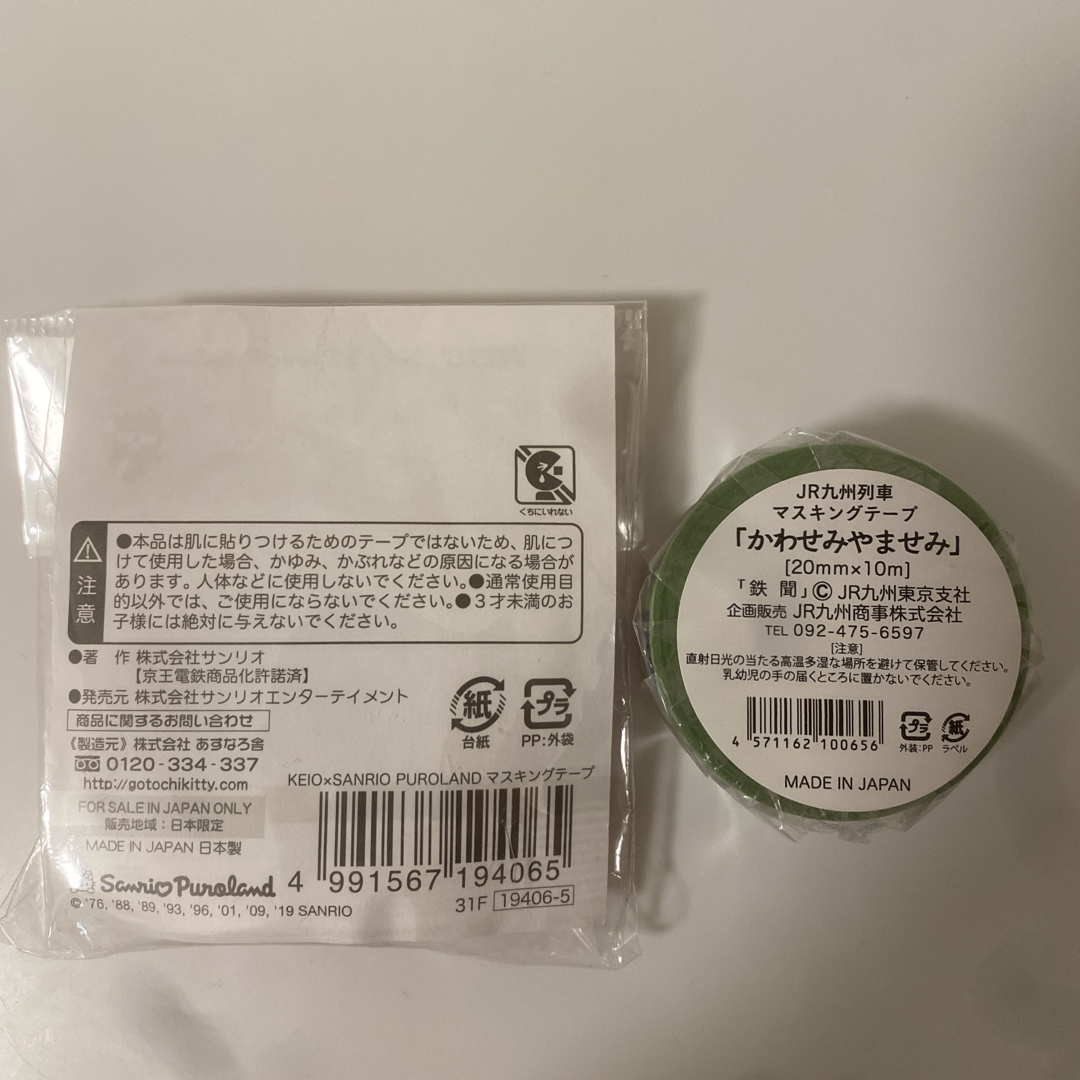 くちにいれない
注意
●本品は肌に貼りつけるためのテープではないため、肌につ
けて使用した場合、かゆみ、かぶれなどの原因になる場合が
あります。人体などに使用しないでください。●通常使用目
的以外では、ご使用にならないでください。●3才未満のお
子様には絶対に与えないでください。
●著 作 株式会社サンリオ
【京王電鉄商品化許諾済】
●発売元 株式会社サンリオエンターテイメント
商品に関するお問い合わせ
《製造元》株式会社 あすなろ舎
0120-334-337
http://gotochikitty.com
FOR SALE IN JAPAN ONLY
販売地域:日本限定
MADE IN JAPAN 日本製
Sanrio Puroland
© '76, '88, '89, '93, '96, '01, '09, '19 SANRIO
紙
台紙
プラ
PP:外袋
KEIO×SANRIO PUROLAND マスキングテープ
4 991567 194065
31F 19406-5
JR九州列車
マスキングテープ
「かわせみやませみ」
[20mm×10m]
「鉄聞」© JR九州東京支社
企画販売 JR九州商事株式会社
TEL 092-475-6597
[注意]
直射日光の当たる高温多湿な場所を避けて保管してください。
乳幼児の手の届くところに置かないでください。
4 571162 100656
プラ
外装:PP
紙
ラベル
MADE IN JAPAN